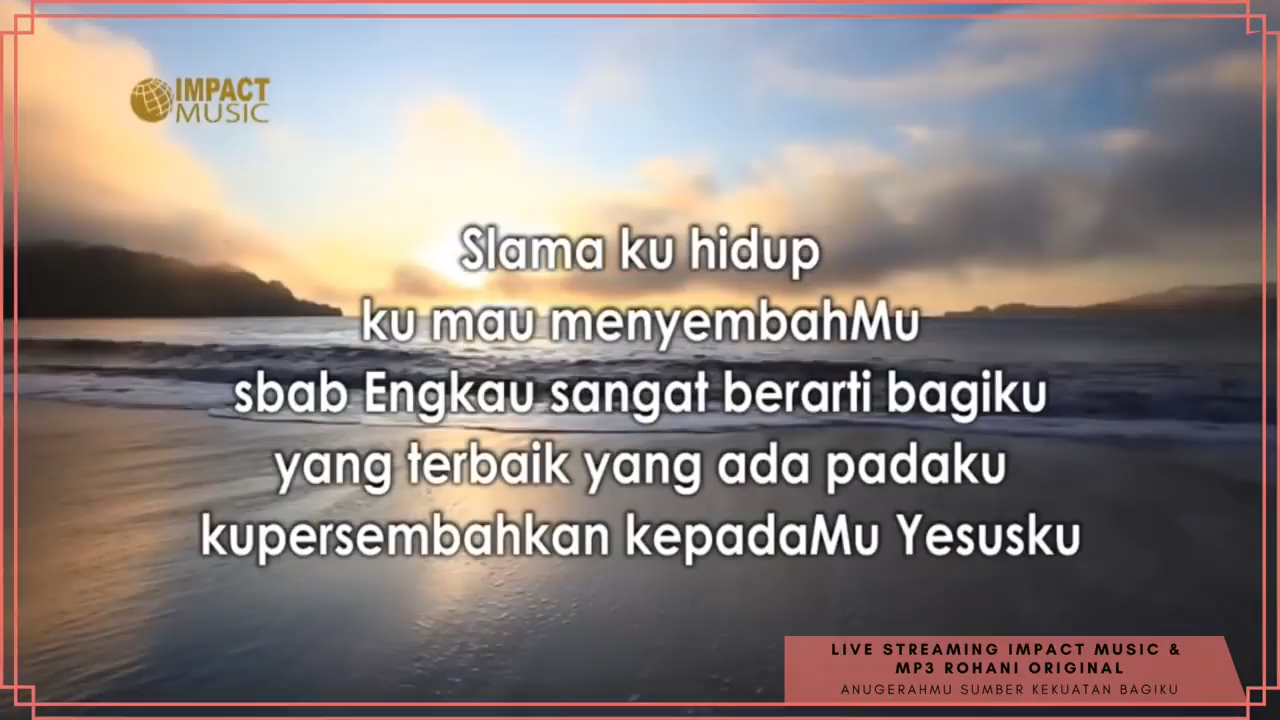 IMPACT
MUSIC
Slama ku hidup
ku mau menyembahMu
sbab Engkau sangat berarti bagiku
yang terbaik yang ada padaku
kupersembahkan kepadaMu Yesusku
LIVE STREAMING IMPACT MUSIC &
MP3 ROHANI ORIGINAL
ANUGERAHMU SUMBER KEKUATAN BAGIKU